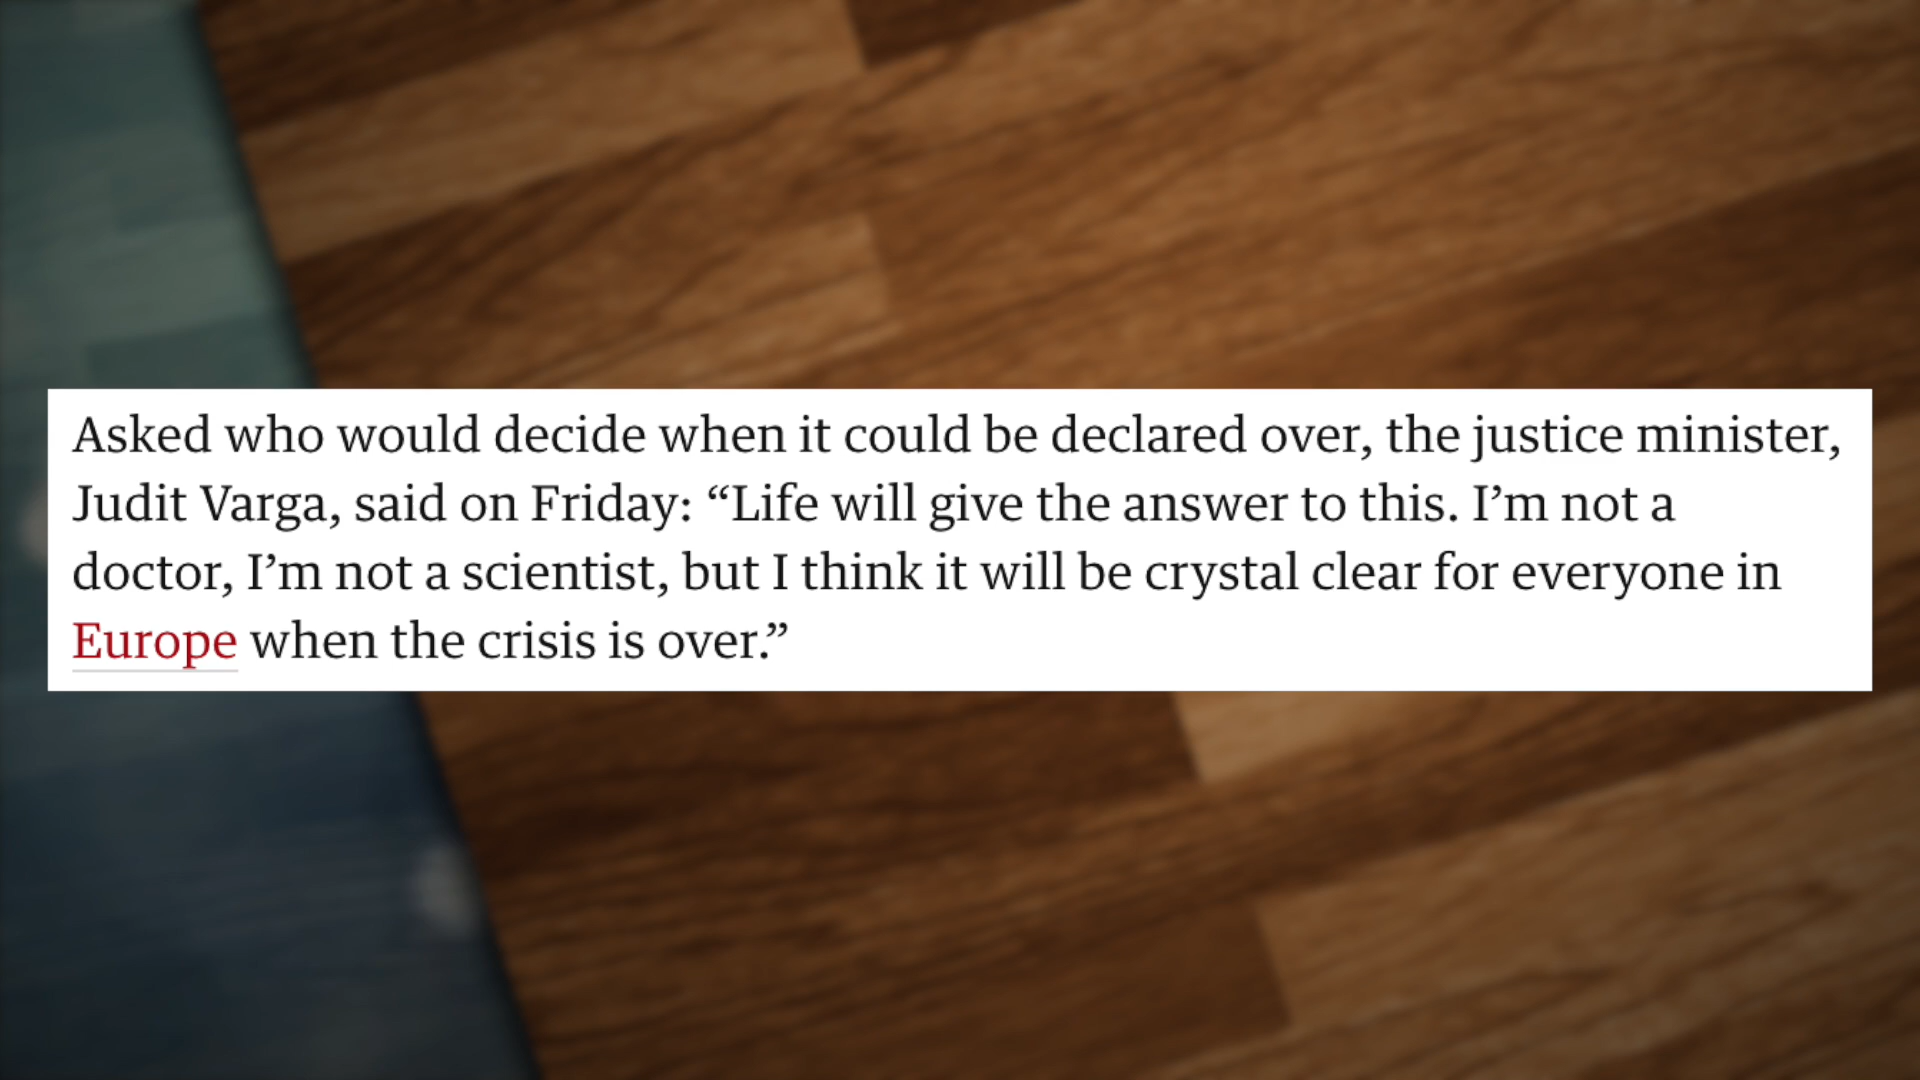 Asked who would decide when it could be declared over, the justice minister,
Judit Varga, said on Friday: “Life will give the answer to this. I’m not a
doctor, I’m not a scientist, but I think it will be crystal clear for everyone in
Europe when the crisis is over.”